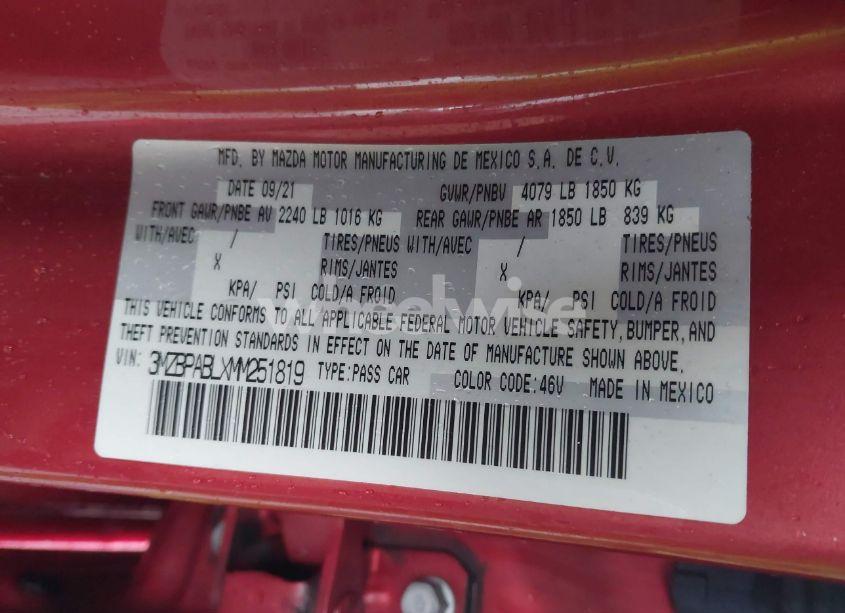 MFD. BY MAZDA MOTOR MANUFACTURING DE MEXICO S.A. DE C.V.
DATE 09/21 GVWR/PNBV 4079 LB 1850 KG
FRONT GAWR/PNBE AV 2240 LB 1016 KG REAR GAWR/PNBE AR 1850 LB 839 KG
WITH/AVEC / TIRES/PNEUS WITH/AVEC / TIRES/PNEUS
X RIMS/JANTES X RIMS/JANTES
KPA/ PSI COLD/A FROID KPA/ PSI COLD/A FROID
THIS VEHICLE CONFORMS TO ALL APPLICABLE FEDERAL MOTOR VEHICLE SAFETY, BUMPER, AND
THEFT PREVENTION STANDARDS IN EFFECT ON THE DATE OF MANUFACTURE SHOWN ABOVE.
VIN: 3MZBPABLXMM251819 TYPE:PASS CAR COLOR CODE:46V MADE IN MEXICO
wheelwise